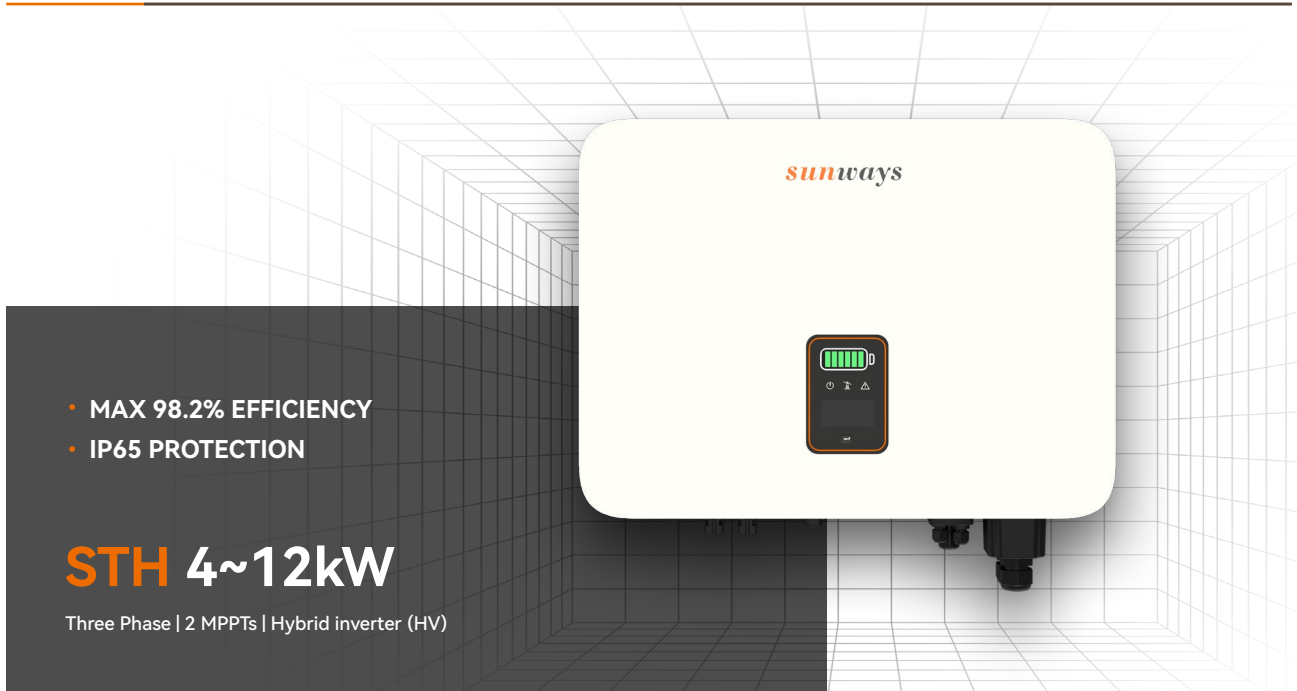 sunways
MAX 98.2% EFFICIENCY
IP65 PROTECTION
STH 4~12kW
Three Phase | 2 MPPTs | Hybrid inverter (HV)